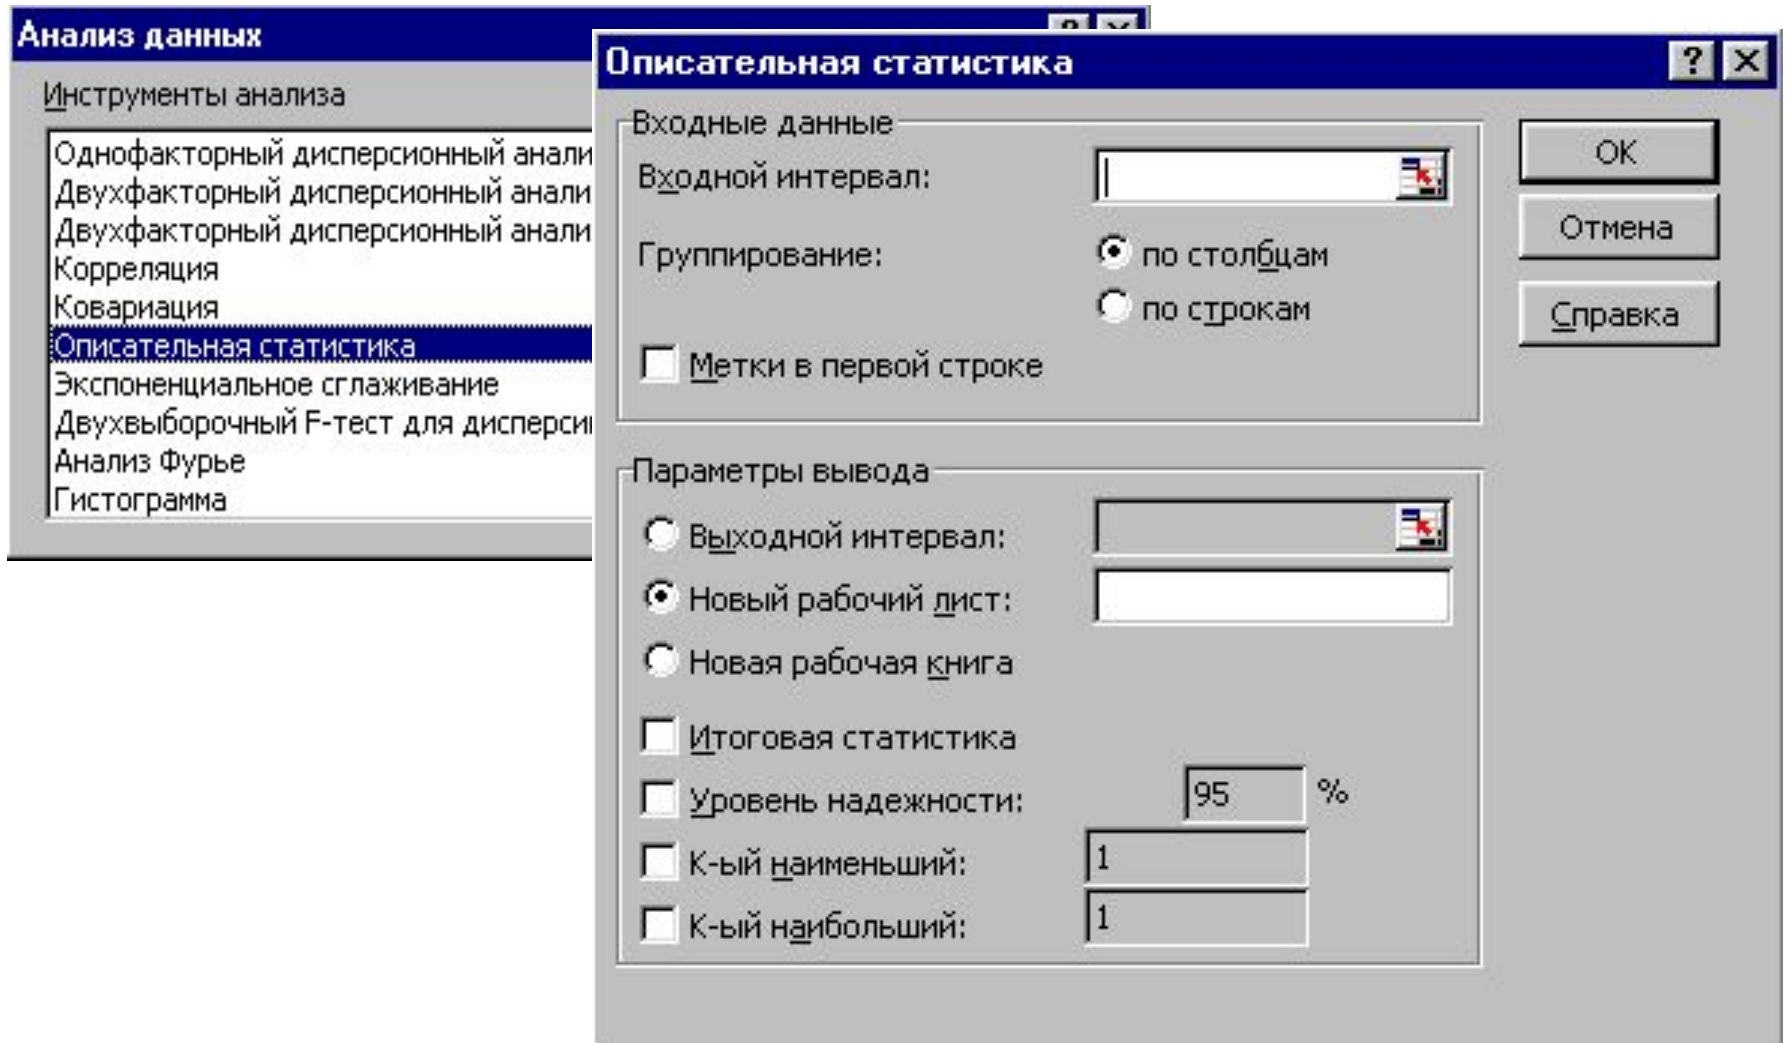 Анализ данных
Инструменты анализа
Однофакторный дисперсионный анали
Двухфакторный дисперсионный анали
Двухфакторный дисперсионный анали
Корреляция
Ковариация
Описательная статистика
Экспоненциальное сглаживание
Двухвыборочный F-тест для дисперси
Анализ Фурье
Гистограмма
Описательная статистика
Входные данные
Входной интервал:
Группирование:
по столбцам
по строкам
Метки в первой строке
OK
Отмена
Справка
Параметры вывода
Выходной интервал:
Новый рабочий лист:
Новая рабочая книга
Итоговая статистика
Уровень надежности: 95 %
К-ый наименьший: 1
К-ый наибольший: 1